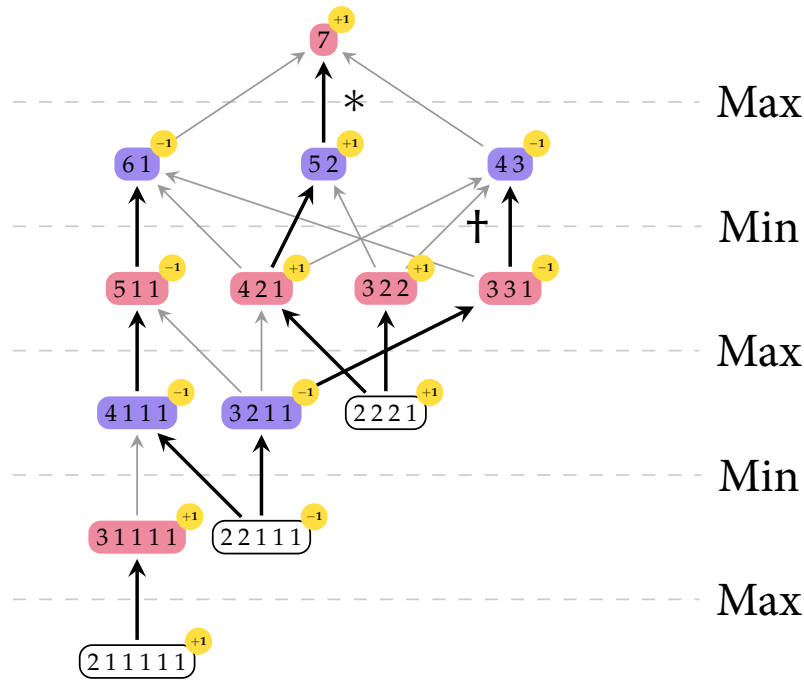 7 +1
* Max
6 1 −1 5 2 +1 4 3 −1
† Min
5 1 1 −1 4 2 1 +1 3 2 2 +1 3 3 1 −1
Max
4 1 1 1 −1 3 2 1 1 −1 2 2 2 1 +1
Min
3 1 1 1 1 +1 2 2 1 1 1 −1
Max
2 1 1 1 1 1 +1